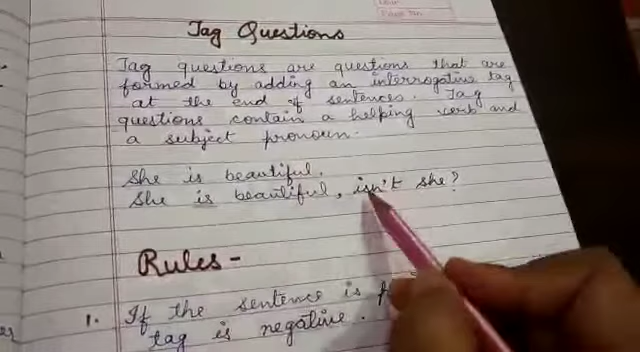 Page No.
Tag Questions
Tag questions are questions that are
formed by adding an interrogative tag
at the end of sentences. Tag
questions contain a helping verb and
a subject pronoun.
She is beautiful.
She is beautiful, isn't she?
Rules-
1. If the sentence is
tag is negative.